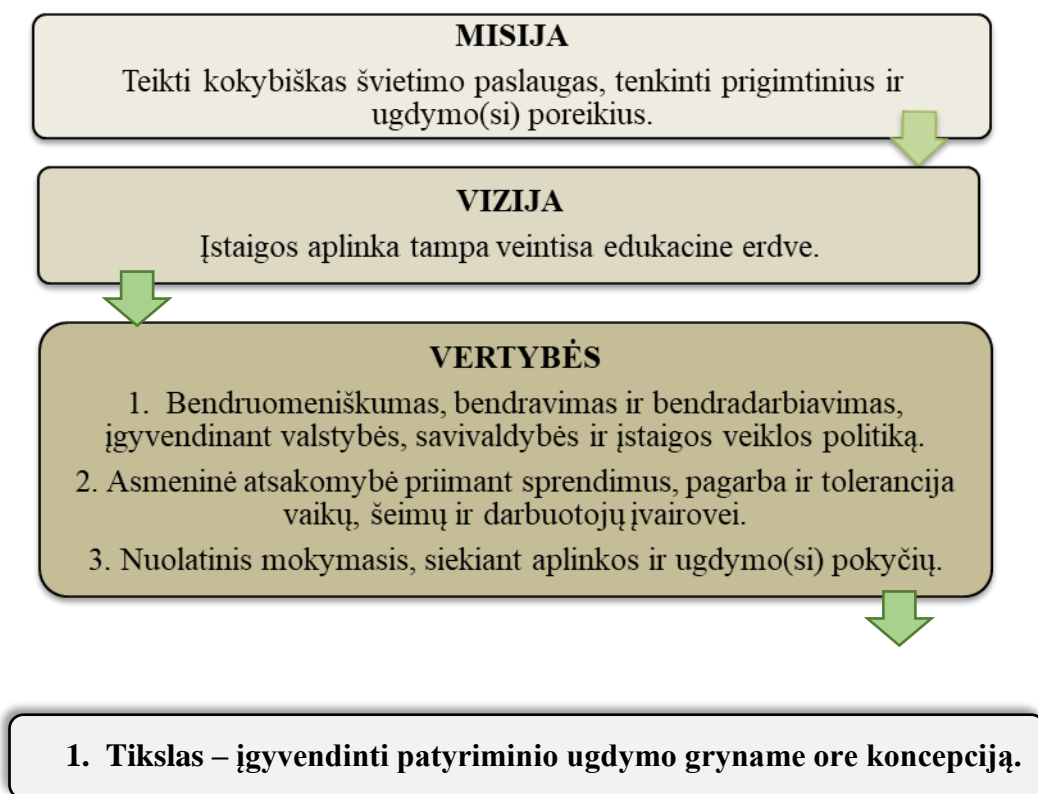 MISIJA
Teikti kokybiškas švietimo paslaugas, tenkinti prigimtinius ir
ugdymo(si) poreikius.
VIZIJA
Įstaigos aplinka tampa veintisa edukacine erdve.
VERTYBĖS
1. Bendruomeniškumas, bendravimas ir bendradarbiavimas,
įgyvendinant valstybės, savivaldybės ir įstaigos veiklos politiką.
2. Asmeninė atsakomybė priimant sprendimus, pagarba ir tolerancija
vaikų, šeimų ir darbuotojų įvairovei.
3. Nuolatinis mokymasis, siekiant aplinkos ir ugdymo(si) pokyčių.
1. Tikslas – įgyvendinti patyriminio ugdymo gryname ore koncepciją.